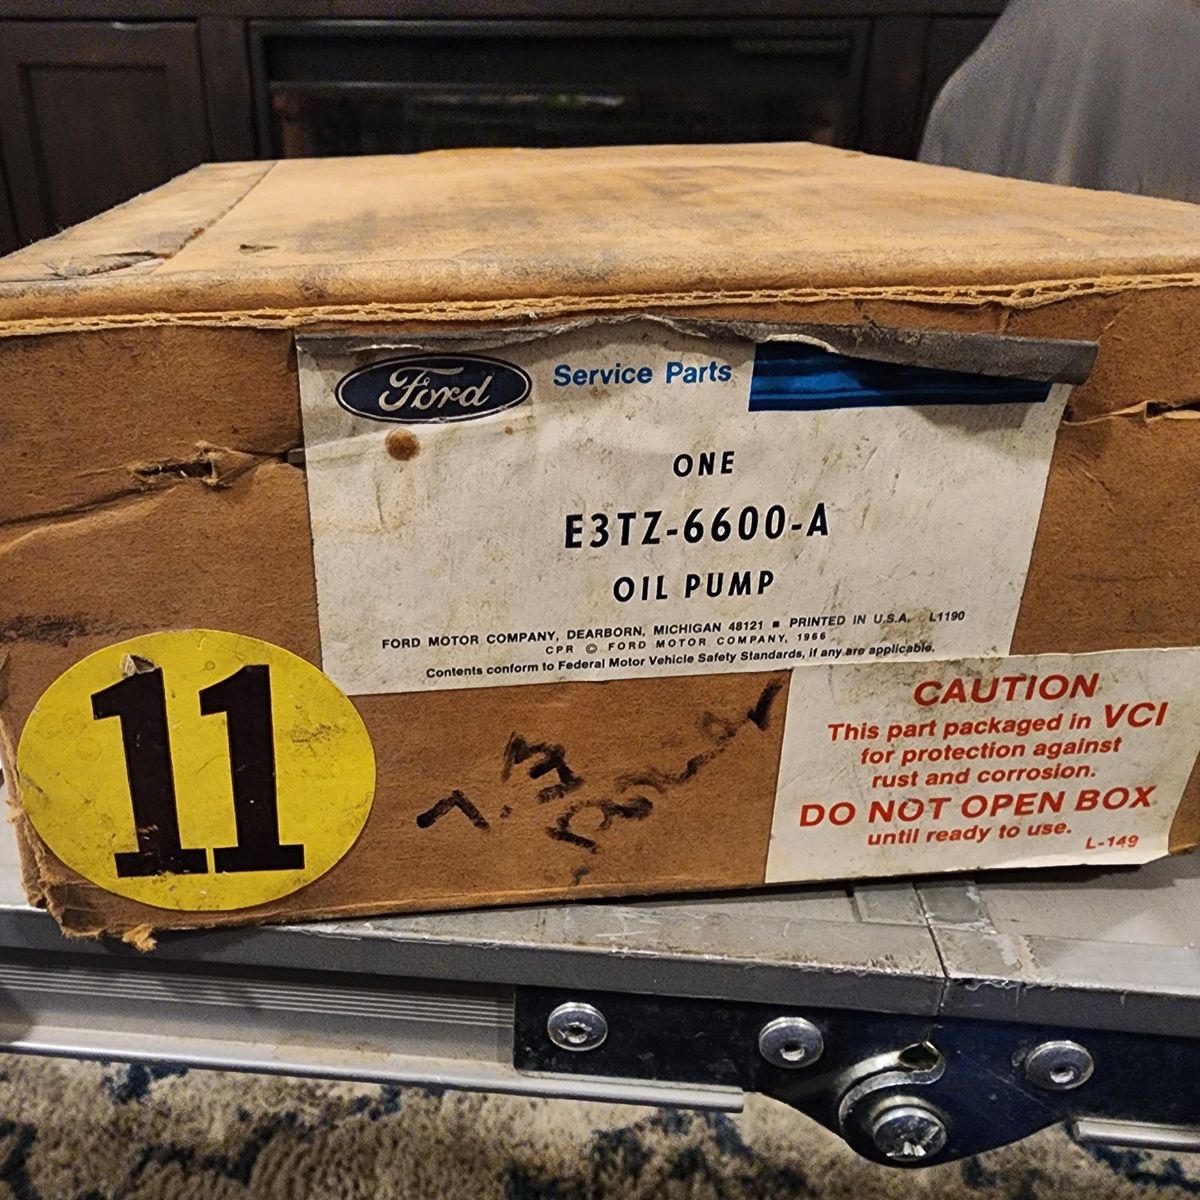 Ford Service Parts
ONE
E3TZ-6600-A
OIL PUMP
FORD MOTOR COMPANY, DEARBORN, MICHIGAN 48121 ■ PRINTED IN U.S.A. L1190
CPR © FORD MOTOR COMPANY, 1966
Contents conform to Federal Motor Vehicle Safety Standards, if any are applicable.
11
CAUTION
This part packaged in VCI
for protection against
rust and corrosion.
DO NOT OPEN BOX
until ready to use.
L-149